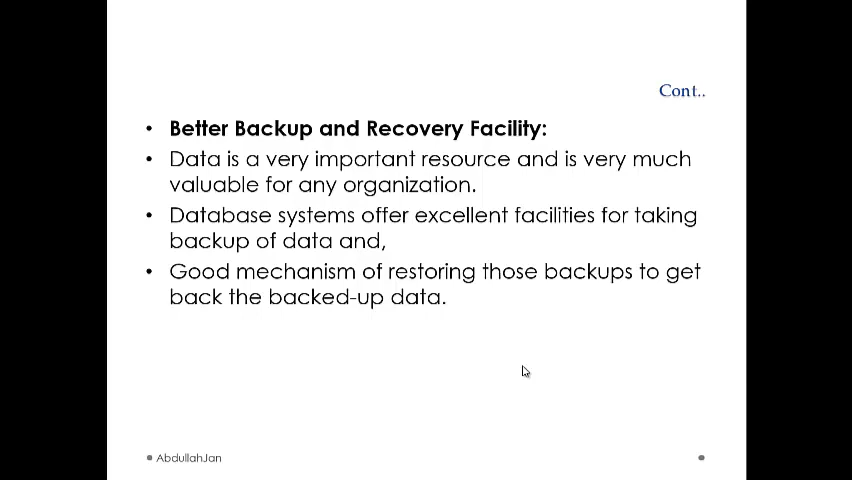 Cont..
• Better Backup and Recovery Facility:
• Data is a very important resource and is very much
valuable for any organization.
• Database systems offer excellent facilities for taking
backup of data and,
• Good mechanism of restoring those backups to get
back the backed-up data.
AbdullahJan